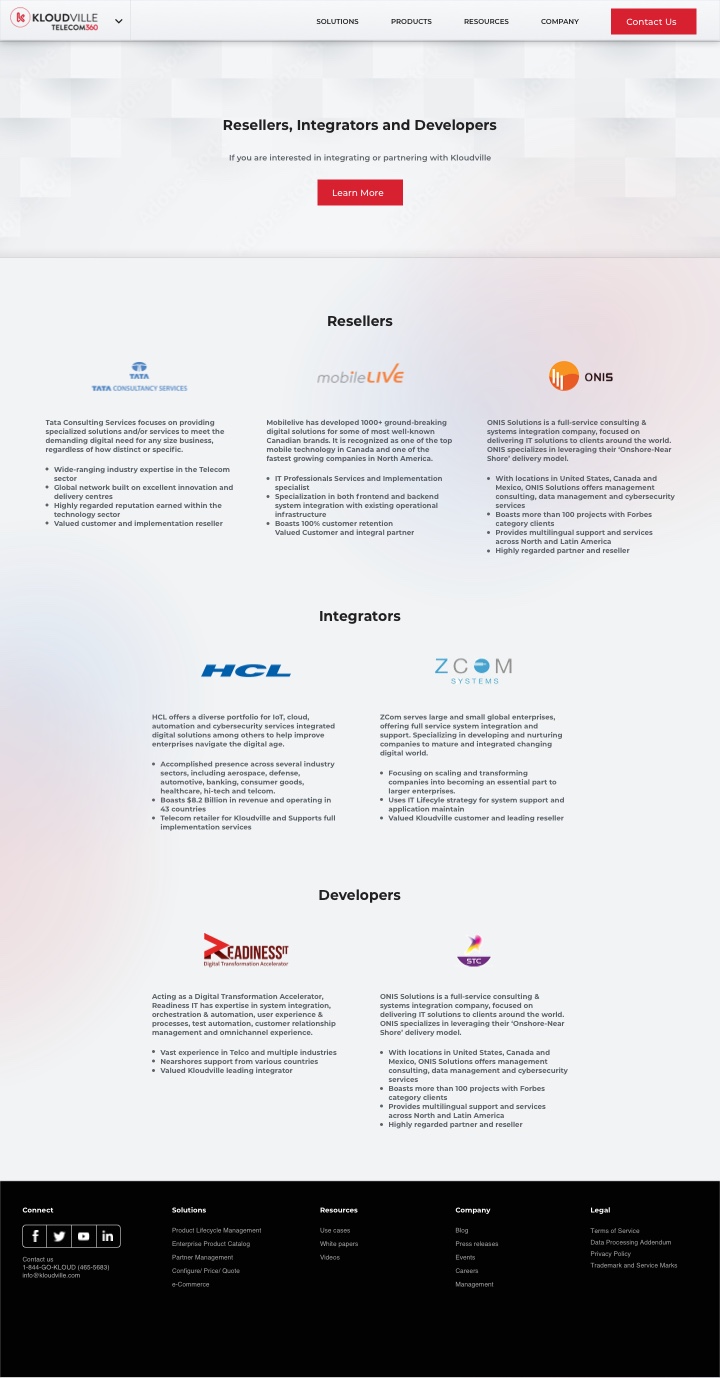 KLOUDVILLE
TELECOM360
SOLUTIONS
PRODUCTS
RESOURCES
COMPANY
Contact Us
Resellers, Integrators and Developers
If you are interested in integrating or partnering with Kloudville
Learn More
Resellers
TATA
TATA CONSULTANCY SERVICES
Tata Consulting Services focuses on providing
specialized solutions and/or services to meet the
demanding digital need for any size business,
regardless of how distinct or specific.
Wide-ranging industry expertise in the Telecom
sector
Global network built on excellent innovation and
delivery centres
Highly regarded reputation earned within the
technology sector
Valued customer and implementation reseller
mobileLIVE
Mobilelive has developed 1000+ ground-breaking
digital solutions for some of most well-known
Canadian brands. It is recognized as one of the top
mobile technology in Canada and one of the
fastest growing companies in North America.
IT Professionals Services and Implementation
specialist
Specialization in both frontend and backend
system integration with existing operational
infrastructure
Boasts 100% customer retention
Valued Customer and integral partner
ONIS
ONIS Solutions is a full-service consulting &
systems integration company, focused on
delivering IT solutions to clients around the world.
ONIS specializes in leveraging their 'Onshore-Near
Shore' delivery model.
With locations in United States, Canada and
Mexico, ONIS Solutions offers management
consulting, data management and cybersecurity
services
Boasts more than 100 projects with Forbes
category clients
Provides multilingual support and services
across North and Latin America
Highly regarded partner and reseller
Integrators
HCL
HCL offers a diverse portfolio for IoT, cloud,
automation and cybersecurity services integrated
digital solutions among others to help improve
enterprises navigate the digital age.
Accomplished presence across several industry
sectors, including aerospace, defense,
automotive, banking, consumer goods,
healthcare, hi-tech and telcom.
Boasts $8.2 Billion in revenue and operating in
43 countries
Telecom retailer for Kloudville and Supports full
implementation services
ZCOM
SYSTEMS
ZCom serves large and small global enterprises,
offering full service system integration and
support. Specializing in developing and nurturing
companies to mature and integrated changing
digital world.
Focusing on scaling and transforming
companies into becoming an essential part to
larger enterprises.
Uses IT Lifecyle strategy for system support and
application maintain
Valued Kloudville customer and leading reseller
Developers
READINESSIT
Digital Transformation Accelerator
Acting as a Digital Transformation Accelerator,
Readiness IT has expertise in system integration,
orchestration & automation, user experience &
processes, test automation, customer relationship
management and omnichannel experience.
Vast experience in Telco and multiple industries
Nearshores support from various countries
Valued Kloudville leading integrator
STC
ONIS Solutions is a full-service consulting &
systems integration company, focused on
delivering IT solutions to clients around the world.
ONIS specializes in leveraging their 'Onshore-Near
Shore' delivery model.
With locations in United States, Canada and
Mexico, ONIS Solutions offers management
consulting, data management and cybersecurity
services
Boasts more than 100 projects with Forbes
category clients
Provides multilingual support and services
across North and Latin America
Highly regarded partner and reseller
Connect
Contact us
1-844-GO-KLOUD (465-5683)
info@kloudville.com
Solutions
Product Lifecycle Management
Enterprise Product Catalog
Partner Management
Configure/ Price/ Quote
e-Commerce
Resources
Use cases
White papers
Videos
Company
Blog
Press releases
Events
Careers
Management
Legal
Terms of Service
Data Processing Addendum
Privacy Policy
Trademark and Service Marks